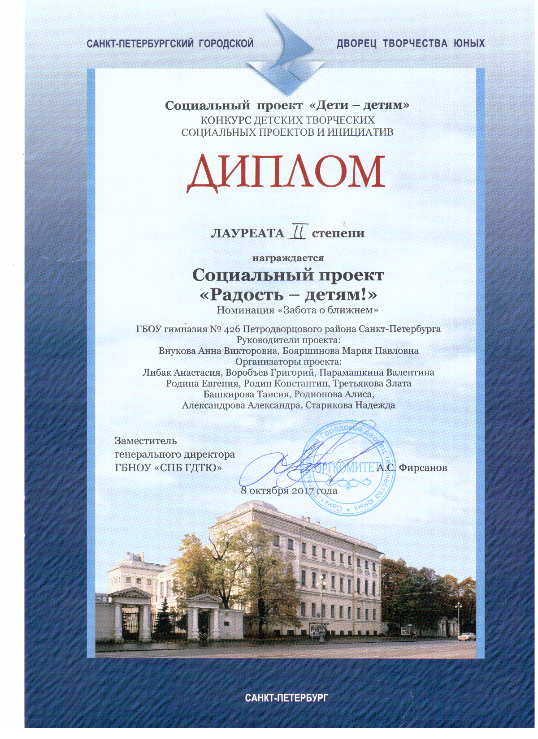 САНКТ-ПЕТЕРБУРГСКИЙ ГОРОДСКОЙ ДВОРЕЦ ТВОРЧЕСТВА ЮНЫХ
Социальный проект «Дети – детям»
КОНКУРС ДЕТСКИХ ТВОРЧЕСКИХ
СОЦИАЛЬНЫХ ПРОЕКТОВ И ИНИЦИАТИВ
ДИПЛОМ
ЛАУРЕАТА II степени
награждается
Социальный проект
«Радость – детям!»
Номинация «Забота о ближнем»
ГБОУ гимназия № 426 Петродворцового района Санкт-Петербурга
Руководители проекта:
Внукова Анна Викторовна, Бояршинова Мария Павловна
Организаторы проекта:
Либак Анастасия, Воробъев Григорий, Парамашкина Валентина
Родина Евгения, Родин Константин, Третьякова Злата
Башкирова Таисия, Родионова Алиса,
Александрова Александра, Старикова Надежда
Заместитель
генерального директора
ГБНОУ «СПБ ГДТЮ» А.С. Фирсанов
ОРГКОМИТЕТ
8 октября 2017 года
САНКТ-ПЕТЕРБУРГ